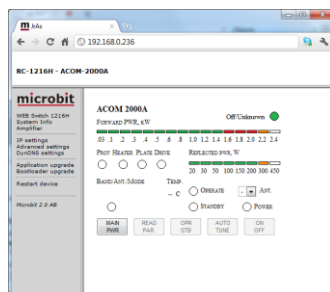 JrAs
192.168.0.236
RC-1216H - ACOM-2000A
microbit
WEB Switch 1216H
System Info
Amplifier
IP settings
Advanced settings
DynDNS settings
Application upgrade
Bootloader upgrade
Restart device
Microbit 2.0 AB
ACOM 2000A
Off/Unknown
FORWARD PWR, KW
.03 .1 .2 .3 .4 .5 .6 .8 1.0 1.2 1.4 1.6 1.8 2.0 2.2 2.4
PROT HEATER PLATE DRIVE REFLECTED PWR, W
20 30 50 100 150 200 300 450
BAND/ANT./MODE TEMP.
-- C OPERATE - ANT.
STANDBY POWER
MAIN PWR READ PAR. OPR STB AUTO TUNE ON OFF